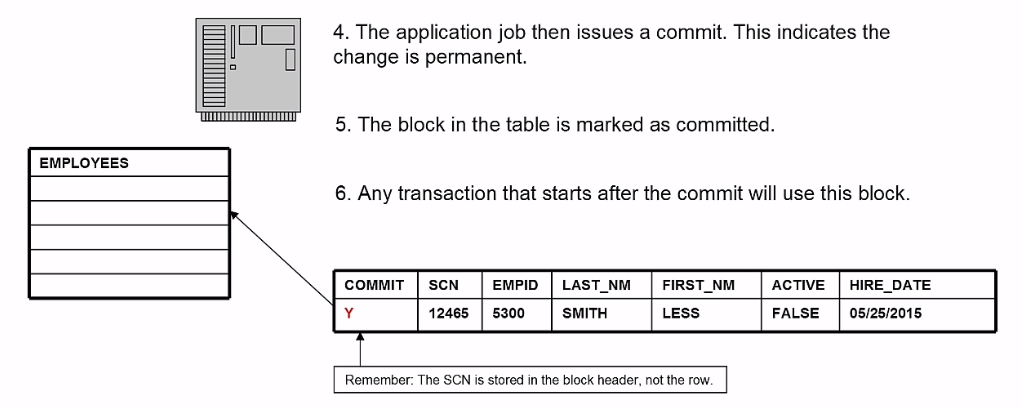 4. The application job then issues a commit. This indicates the
change is permanent.
5. The block in the table is marked as committed.
EMPLOYEES
6. Any transaction that starts after the commit will use this block.
COMMIT SCN EMPID LAST_NM FIRST_NM ACTIVE HIRE_DATE
Y 12465 5300 SMITH LESS FALSE 05/25/2015
Remember: The SCN is stored in the block header, not the row.